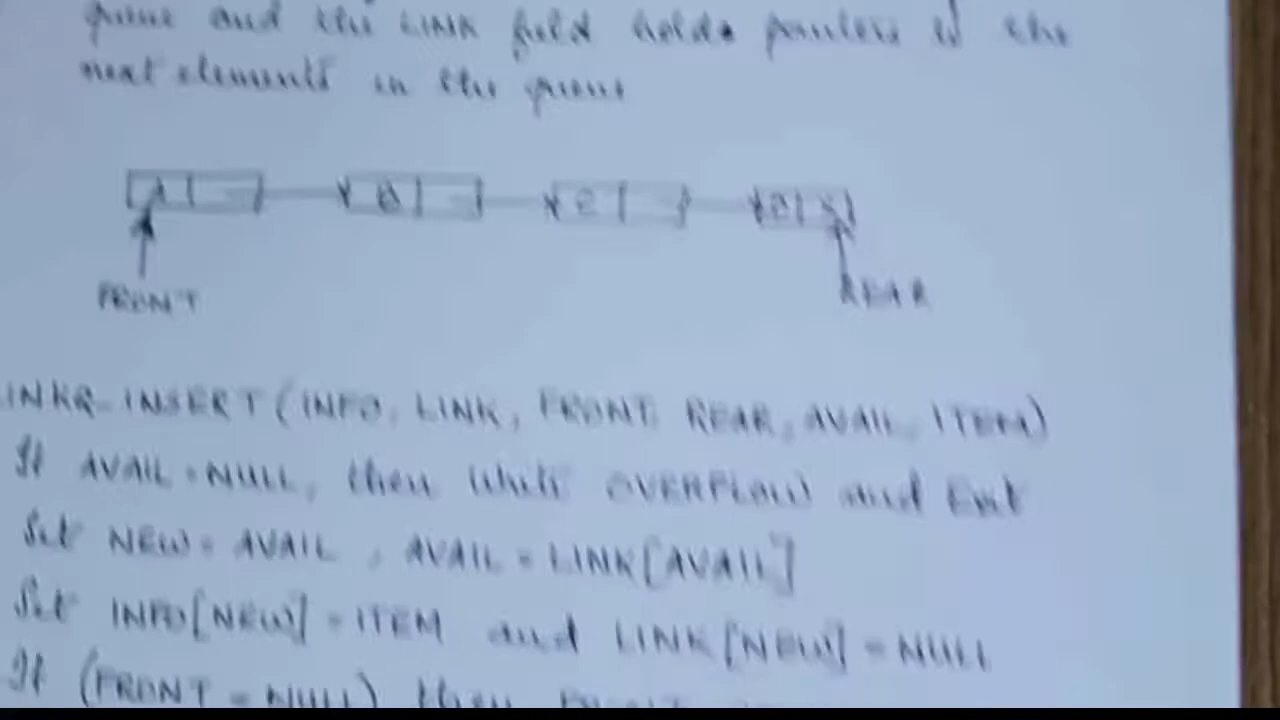 queue and the LINK field holds pointers to the
next elements in the queue
A B C D X
FRONT REAR
LINKQ_INSERT (INFO, LINK, FRONT, REAR, AVAIL, ITEM)
If AVAIL = NULL, then Write OVERFLOW and Exit
Set NEW = AVAIL , AVAIL = LINK[AVAIL]
Set INFO[NEW] = ITEM and LINK[NEW] = NULL
If (FRONT = NULL) then FRONT